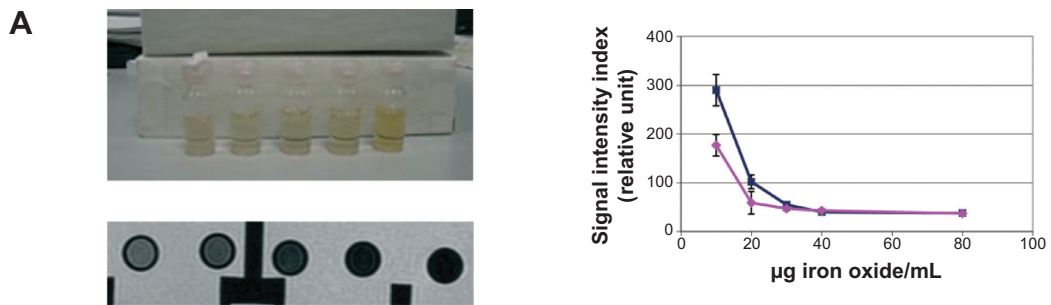 A
Signal intensity index
(relative unit)
400
300
200
100
0
0 20 40 60 80 100
µg iron oxide/mL